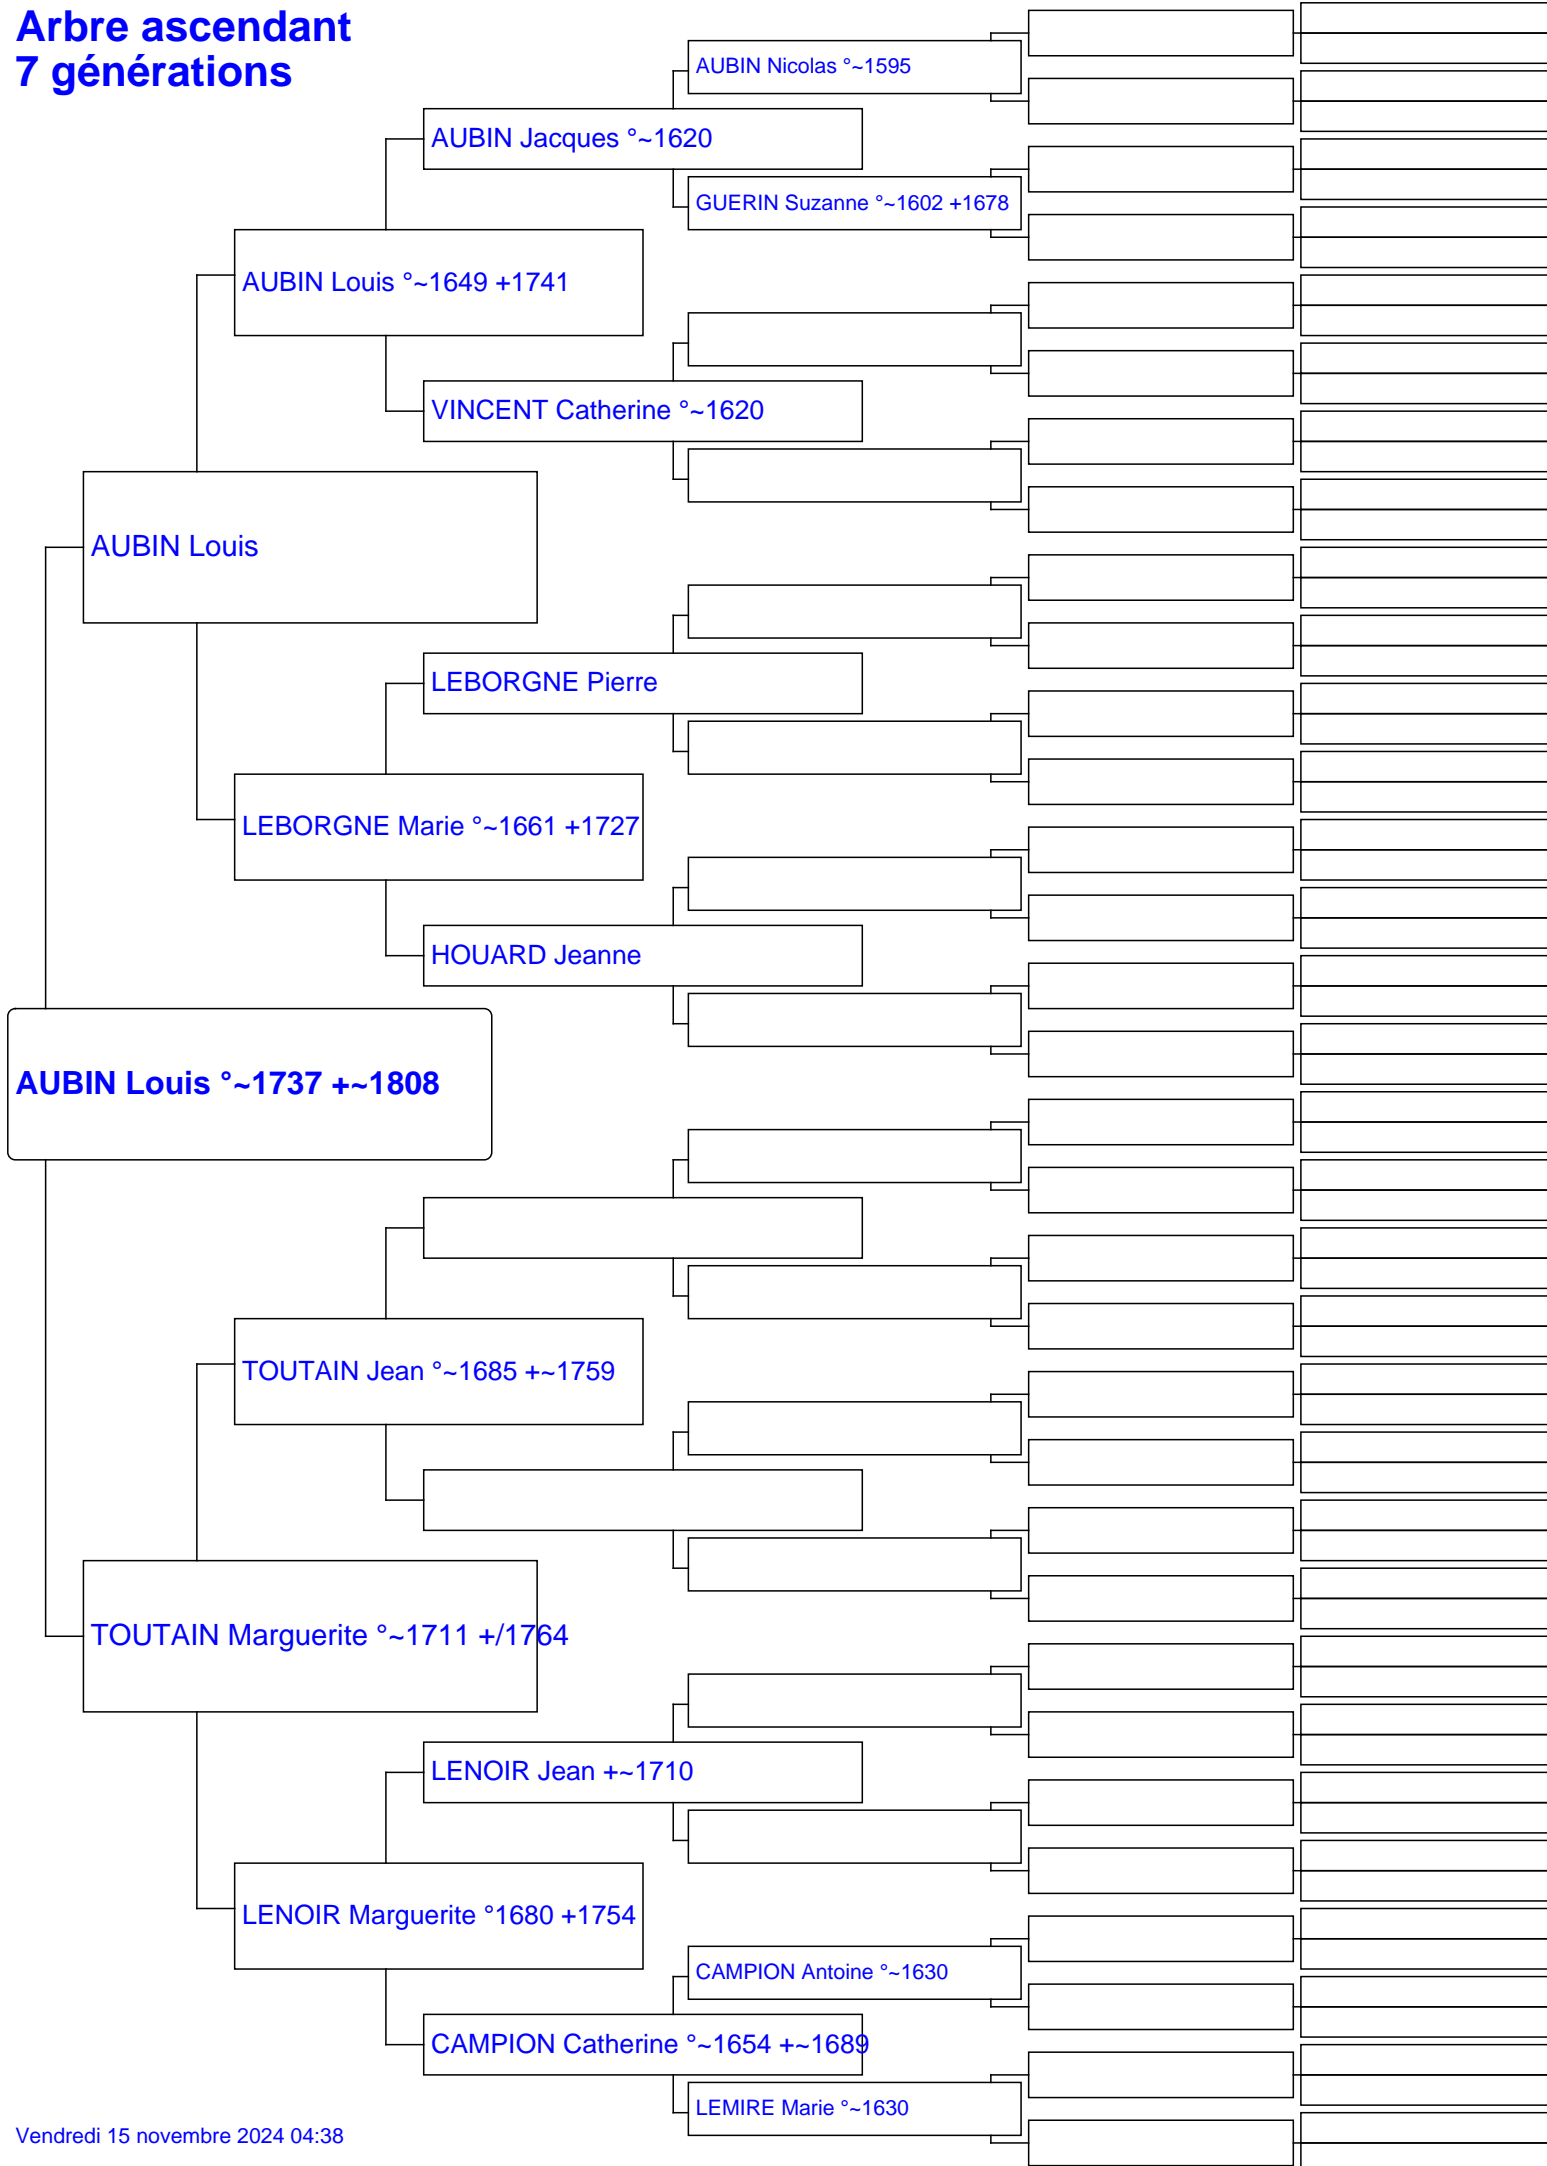 Arbre ascendant
7 générations
AUBIN Nicolas °~1595
AUBIN Jacques °~1620
GUERIN Suzanne °~1602 +1678
AUBIN Louis °~1649 +1741
VINCENT Catherine °~1620
AUBIN Louis
LEBORGNE Pierre
LEBORGNE Marie °~1661 +1727
HOUARD Jeanne
AUBIN Louis °~1737 +~1808
TOUTAIN Jean °~1685 +~1759
TOUTAIN Marguerite °~1711 +/1764
LENOIR Jean +~1710
LENOIR Marguerite °1680 +1754
CAMPION Antoine °~1630
CAMPION Catherine °~1654 +~1689
LEMIRE Marie °~1630
Vendredi 15 novembre 2024 04:38